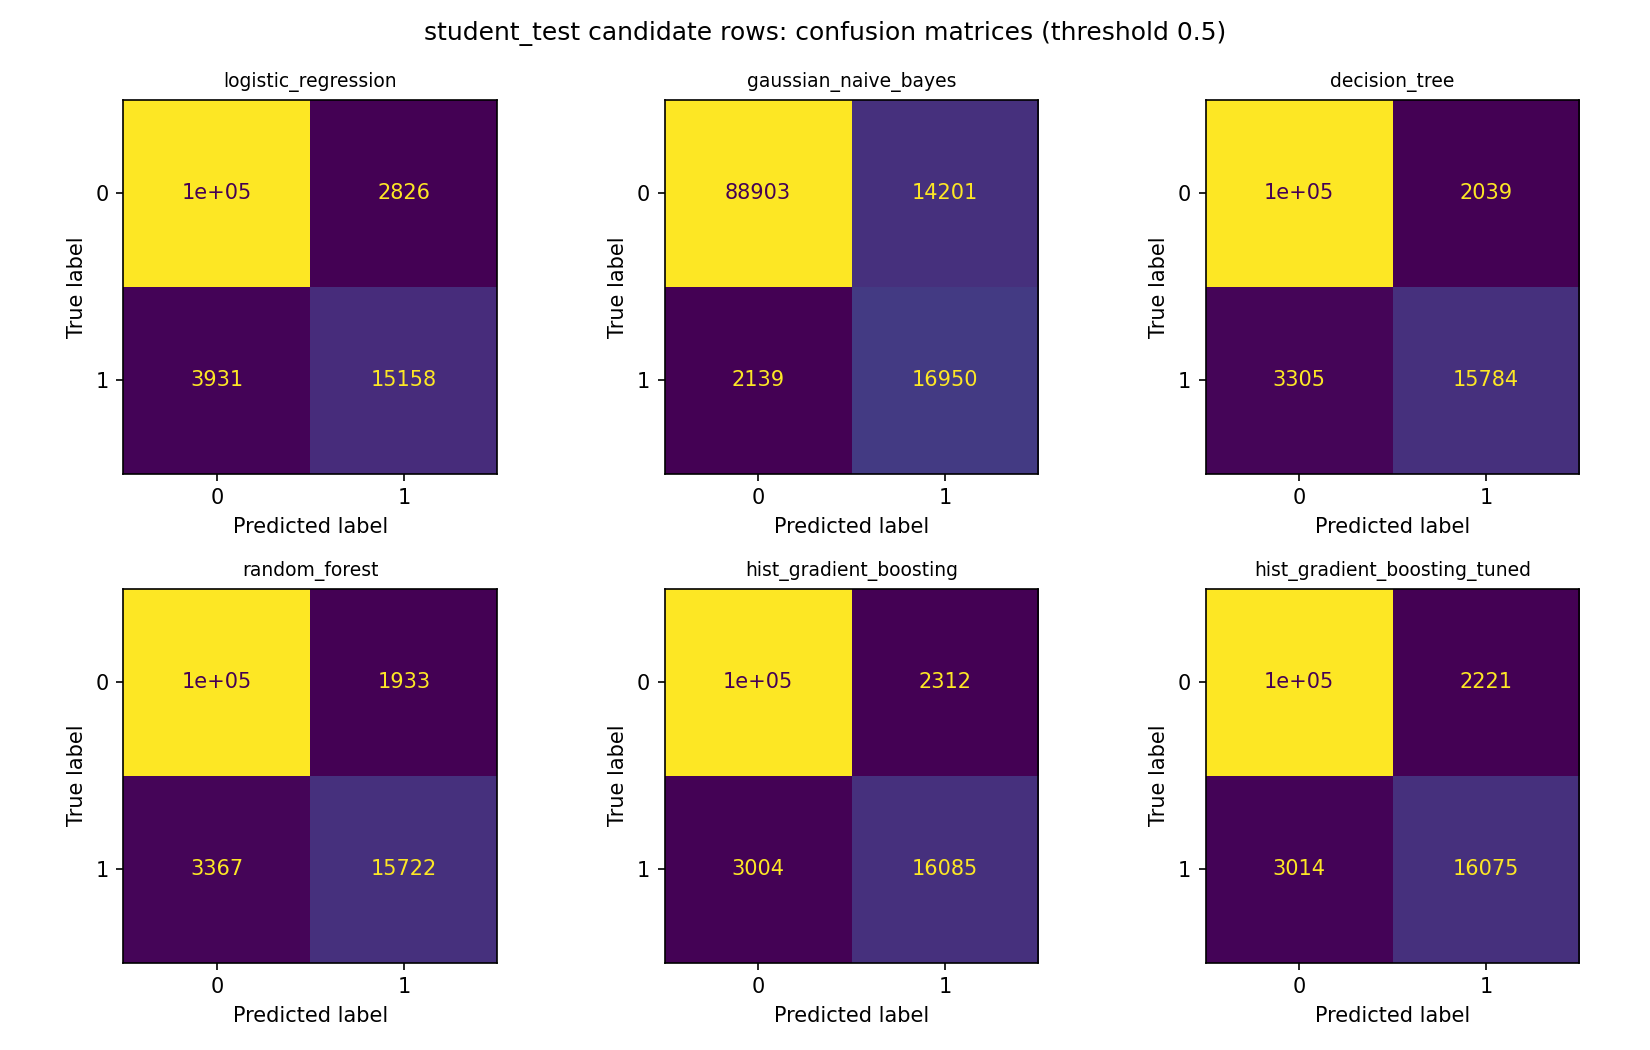 student_test candidate rows: confusion matrices (threshold 0.5)
logistic_regression
True label
0
1e+05
2826
1
3931
15158
0
1
Predicted label
gaussian_naive_bayes
True label
0
88903
14201
1
2139
16950
0
1
Predicted label
decision_tree
True label
0
1e+05
2039
1
3305
15784
0
1
Predicted label
random_forest
True label
0
1e+05
1933
1
3367
15722
0
1
Predicted label
hist_gradient_boosting
True label
0
1e+05
2312
1
3004
16085
0
1
Predicted label
hist_gradient_boosting_tuned
True label
0
1e+05
2221
1
3014
16075
0
1
Predicted label